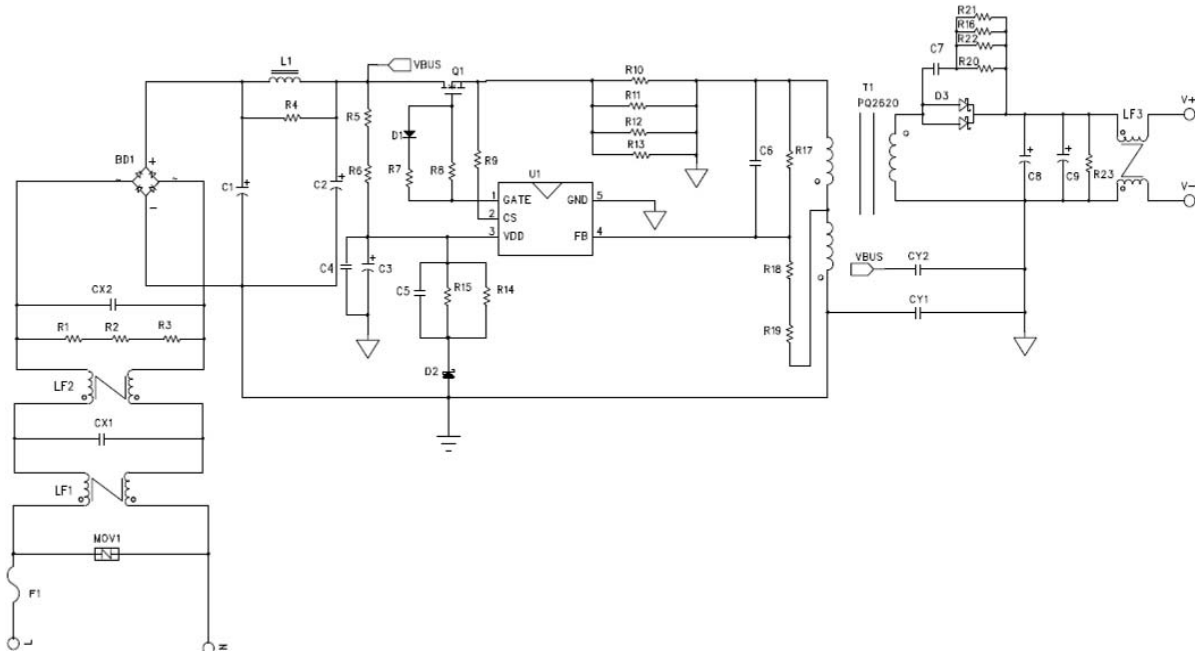 R21
R16
R22
C7
R20
L1
VBUS
Q1
R10
T1
PQ2620
D3
LF3
V+
R4
R5
R11
D1
R12
R13
BD1
+
~
~
−
R6
R7
R8
R9
C6
R17
C1
+
C2
+
U1
1
GATE
GND
5
2
CS
3
VDD
FB
4
+
C8
+
C9
R23
V−
C4
+
C3
C5
R15
R14
R18
VBUS
CY2
CX2
R1
R2
R3
R19
CY1
D2
LF2
CX1
LF1
MOV1
F1
L
N